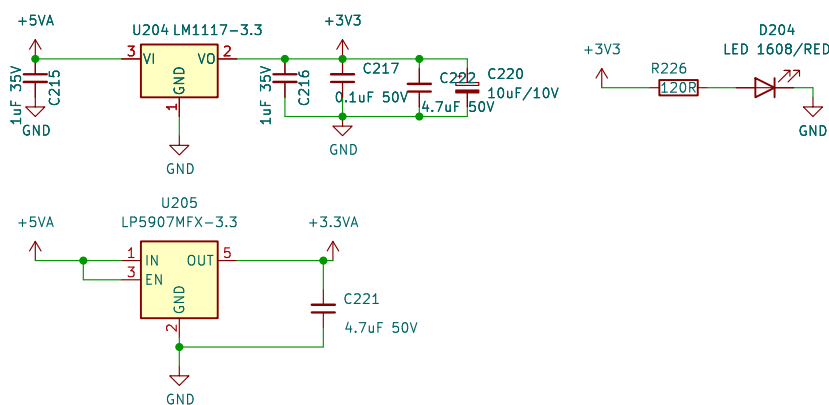 +5VA
U204 LM1117-3.3
+3V3
D204
LED 1608/RED
3 VI VO 2
GND
1
1uF 35V
C215
GND
GND
1uF 35V
C216
C217
0.1uF 50V
C222
4.7uF 50V
C220
10uF/10V
GND
+3V3
R226
120R
GND
U205
LP5907MFX-3.3
+5VA
+3.3VA
1 IN OUT 5
3 EN
GND
2
C221
4.7uF 50V
GND